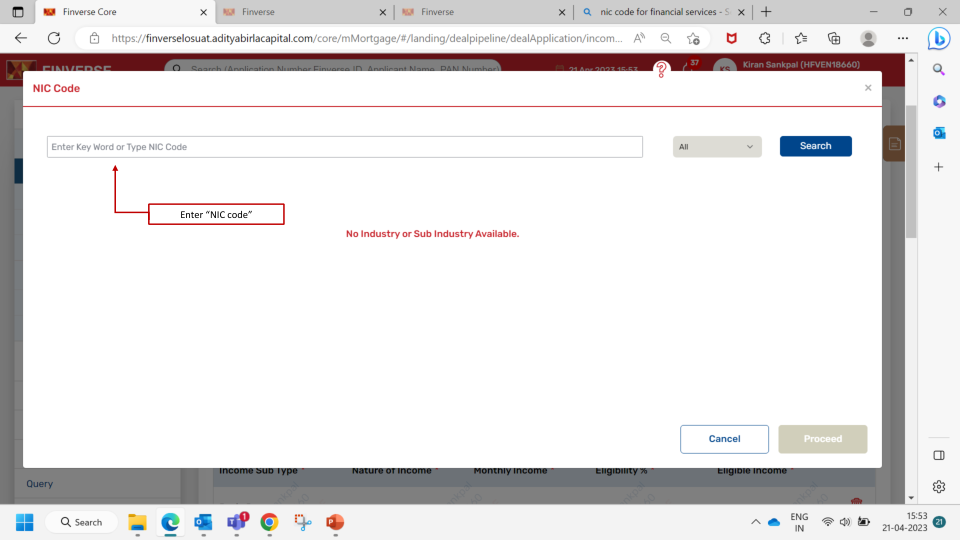 Finverse Core
Finverse
Finverse
nic code for financial services - S
https://finverselosuat.adityabirlacapital.com/core/mMortgage/#/landing/dealpipeline/dealApplication/incom...
FINVERSE
Search (Application Number Finverse ID, Applicant Name, PAN Number)
21 Apr 2023 15:53
37
KS
Kiran Sankpal (HFVEN18660)
NIC Code
Enter Key Word or Type NIC Code
All
Search
Enter “NIC code”
No Industry or Sub Industry Available.
Cancel
Proceed
Income Sub Type *
Nature of Income *
Monthly Income *
Eligibility % *
Eligible Income *
Query
Search
1
ENG
IN
15:53
21-04-2023
21